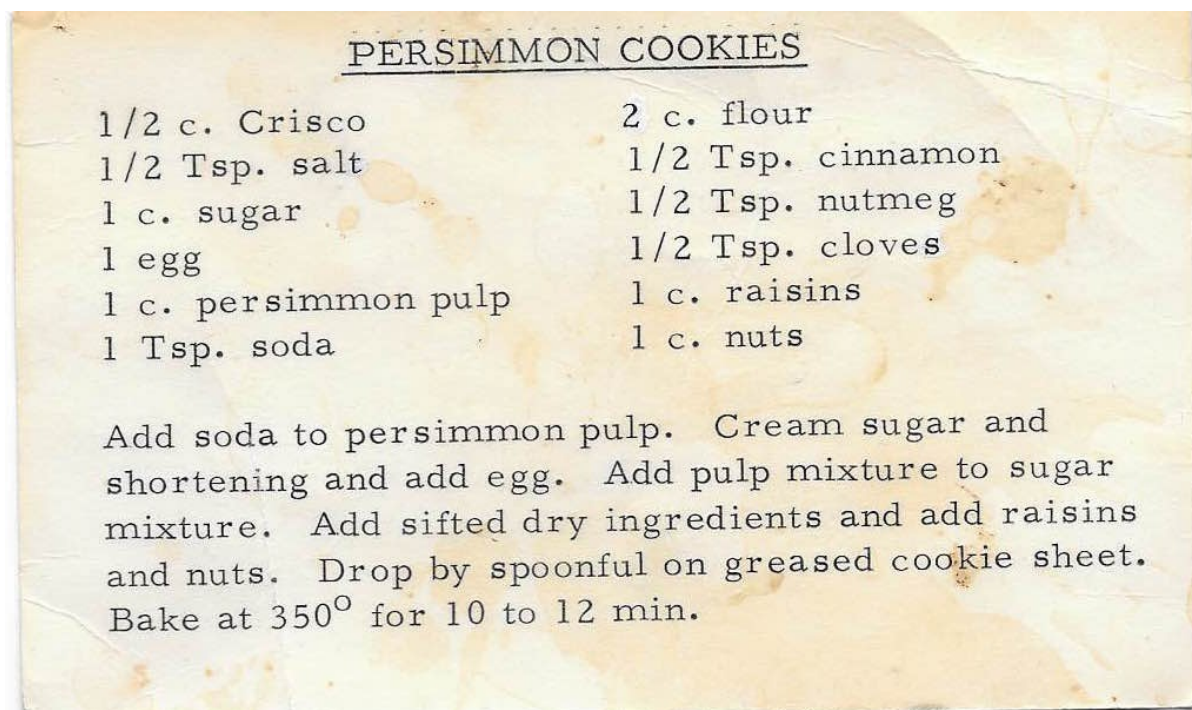 PERSIMMON COOKIES
1/2 c. Crisco
1/2 Tsp. salt
1 c. sugar
1 egg
1 c. persimmon pulp
1 Tsp. soda
2 c. flour
1/2 Tsp. cinnamon
1/2 Tsp. nutmeg
1/2 Tsp. cloves
1 c. raisins
1 c. nuts
Add soda to persimmon pulp. Cream sugar and
shortening and add egg. Add pulp mixture to sugar
mixture. Add sifted dry ingredients and add raisins
and nuts. Drop by spoonful on greased cookie sheet.
Bake at 350° for 10 to 12 min.